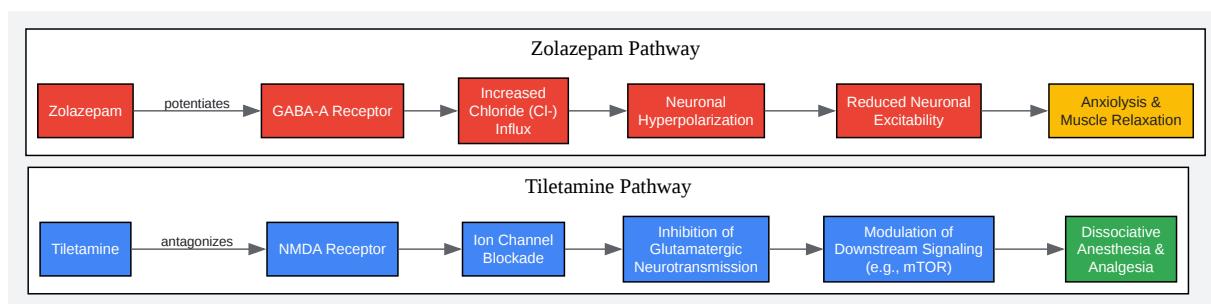 Zolazepam Pathway
Zolazepam
potentiates
GABA-A Receptor
Increased
Chloride (Cl-)
Influx
Neuronal
Hyperpolarization
Reduced Neuronal
Excitability
Anxiolysis &
Muscle Relaxation
Tiletamine Pathway
Tiletamine
antagonizes
NMDA Receptor
Ion Channel
Blockade
Inhibition of
Glutamatergic
Neurotransmission
Modulation of
Downstream Signaling
(e.g., mTOR)
Dissociative
Anesthesia &
Analgesia